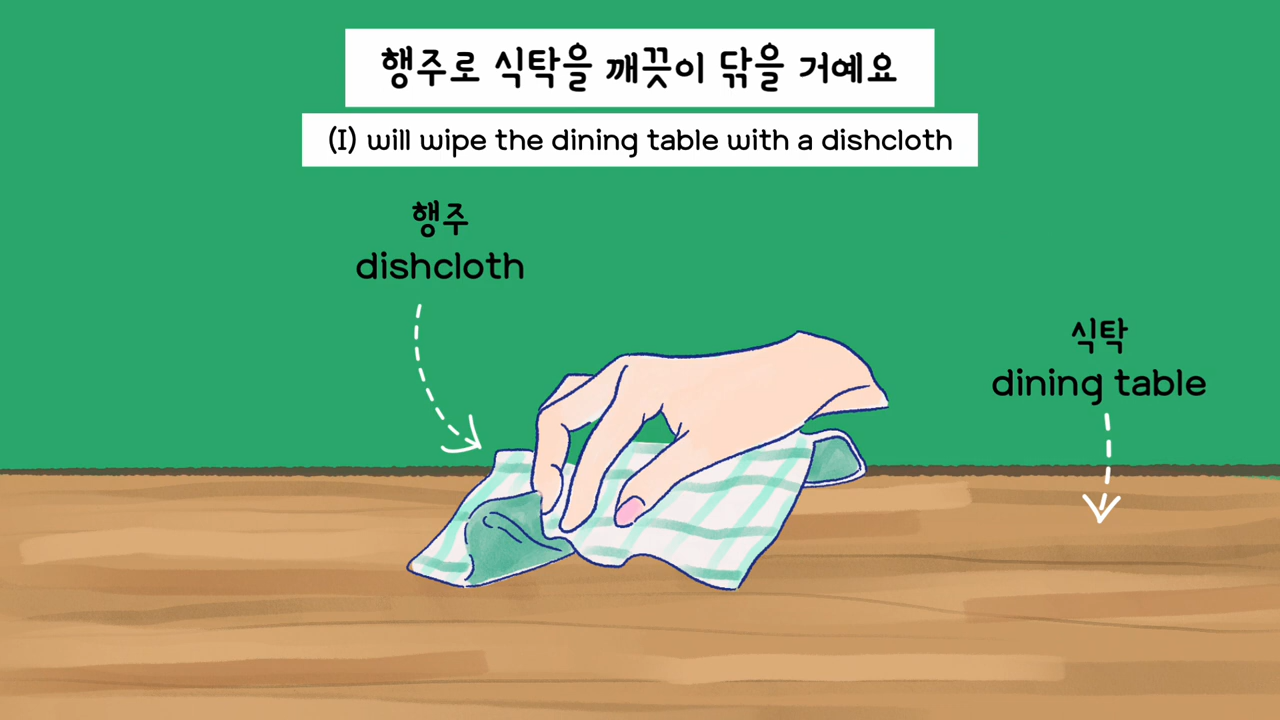 행주로 식탁을 깨끗이 닦을 거예요
(I) will wipe the dining table with a dishcloth
행주
dishcloth
식탁
dining table